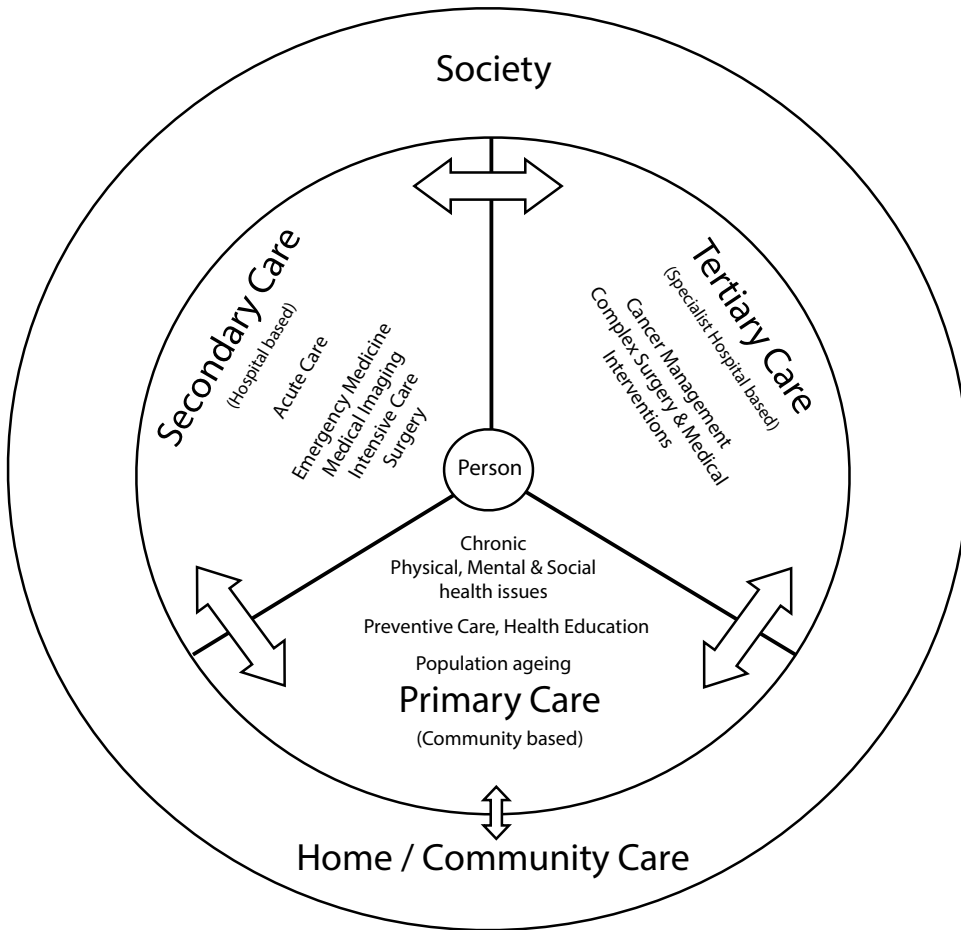 Society
Secondary Care
(Hospital based)
Acute Care
Emergency Medicine
Medical Imaging
Intensive Care
Surgery
Tertiary Care
(Specialist Hospital based)
Cancer Management
Complex Surgery & Medical
Interventions
Person
Chronic
Physical, Mental & Social
health issues
Preventive Care, Health Education
Population ageing
Primary Care
(Community based)
Home / Community Care